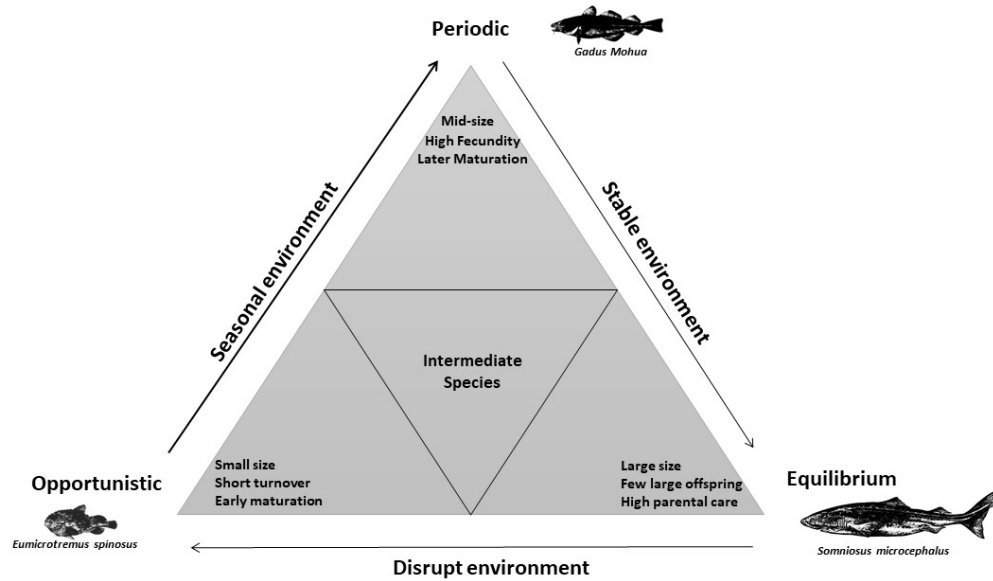 Periodic
Gadus Mohua
Mid-size
High Fecundity
Later Maturation
Seasonal environment
Stable environment
Intermediate
Species
Opportunistic
Eumicrotremus spinosus
Small size
Short turnover
Early maturation
Large size
Few large offspring
High parental care
Equilibrium
Somniosus microcephalus
Disrupt environment